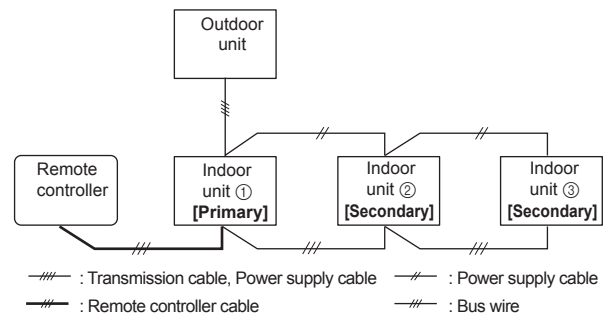 Outdoor
unit
Remote
controller
Indoor
unit ①
[Primary]
Indoor
unit ②
[Secondary]
Indoor
unit ③
[Secondary]
: Transmission cable, Power supply cable
: Power supply cable
: Remote controller cable
: Bus wire